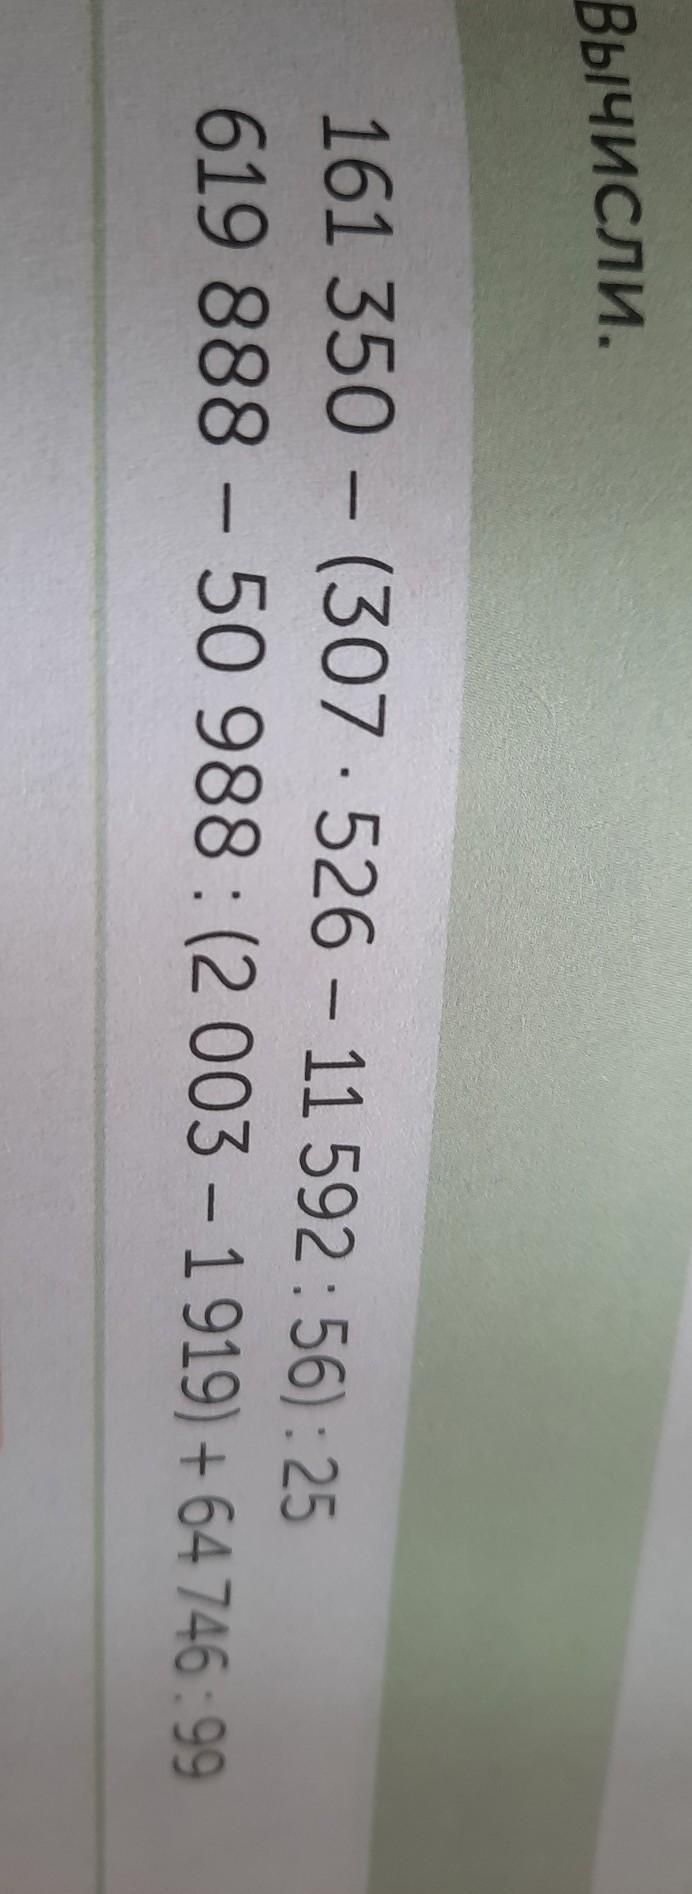 Вычисли.
161 350 – (307 · 526 – 11 592 : 56) : 25
619 888 – 50 988 : (2 003 – 1 919) + 64 746 : 99